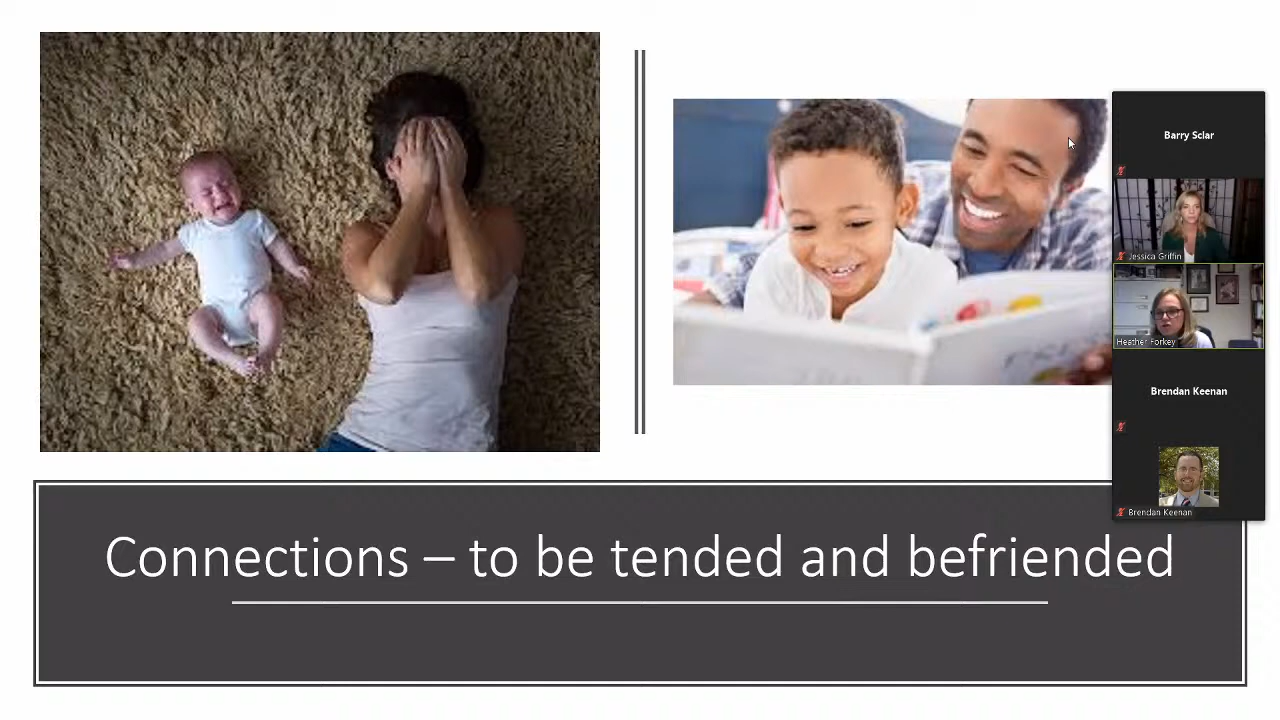 Barry Sclar
Jessica Griffin
Heather Forkey
Brendan Keenan
Brendan Keenan
Connections – to be tended and befriended